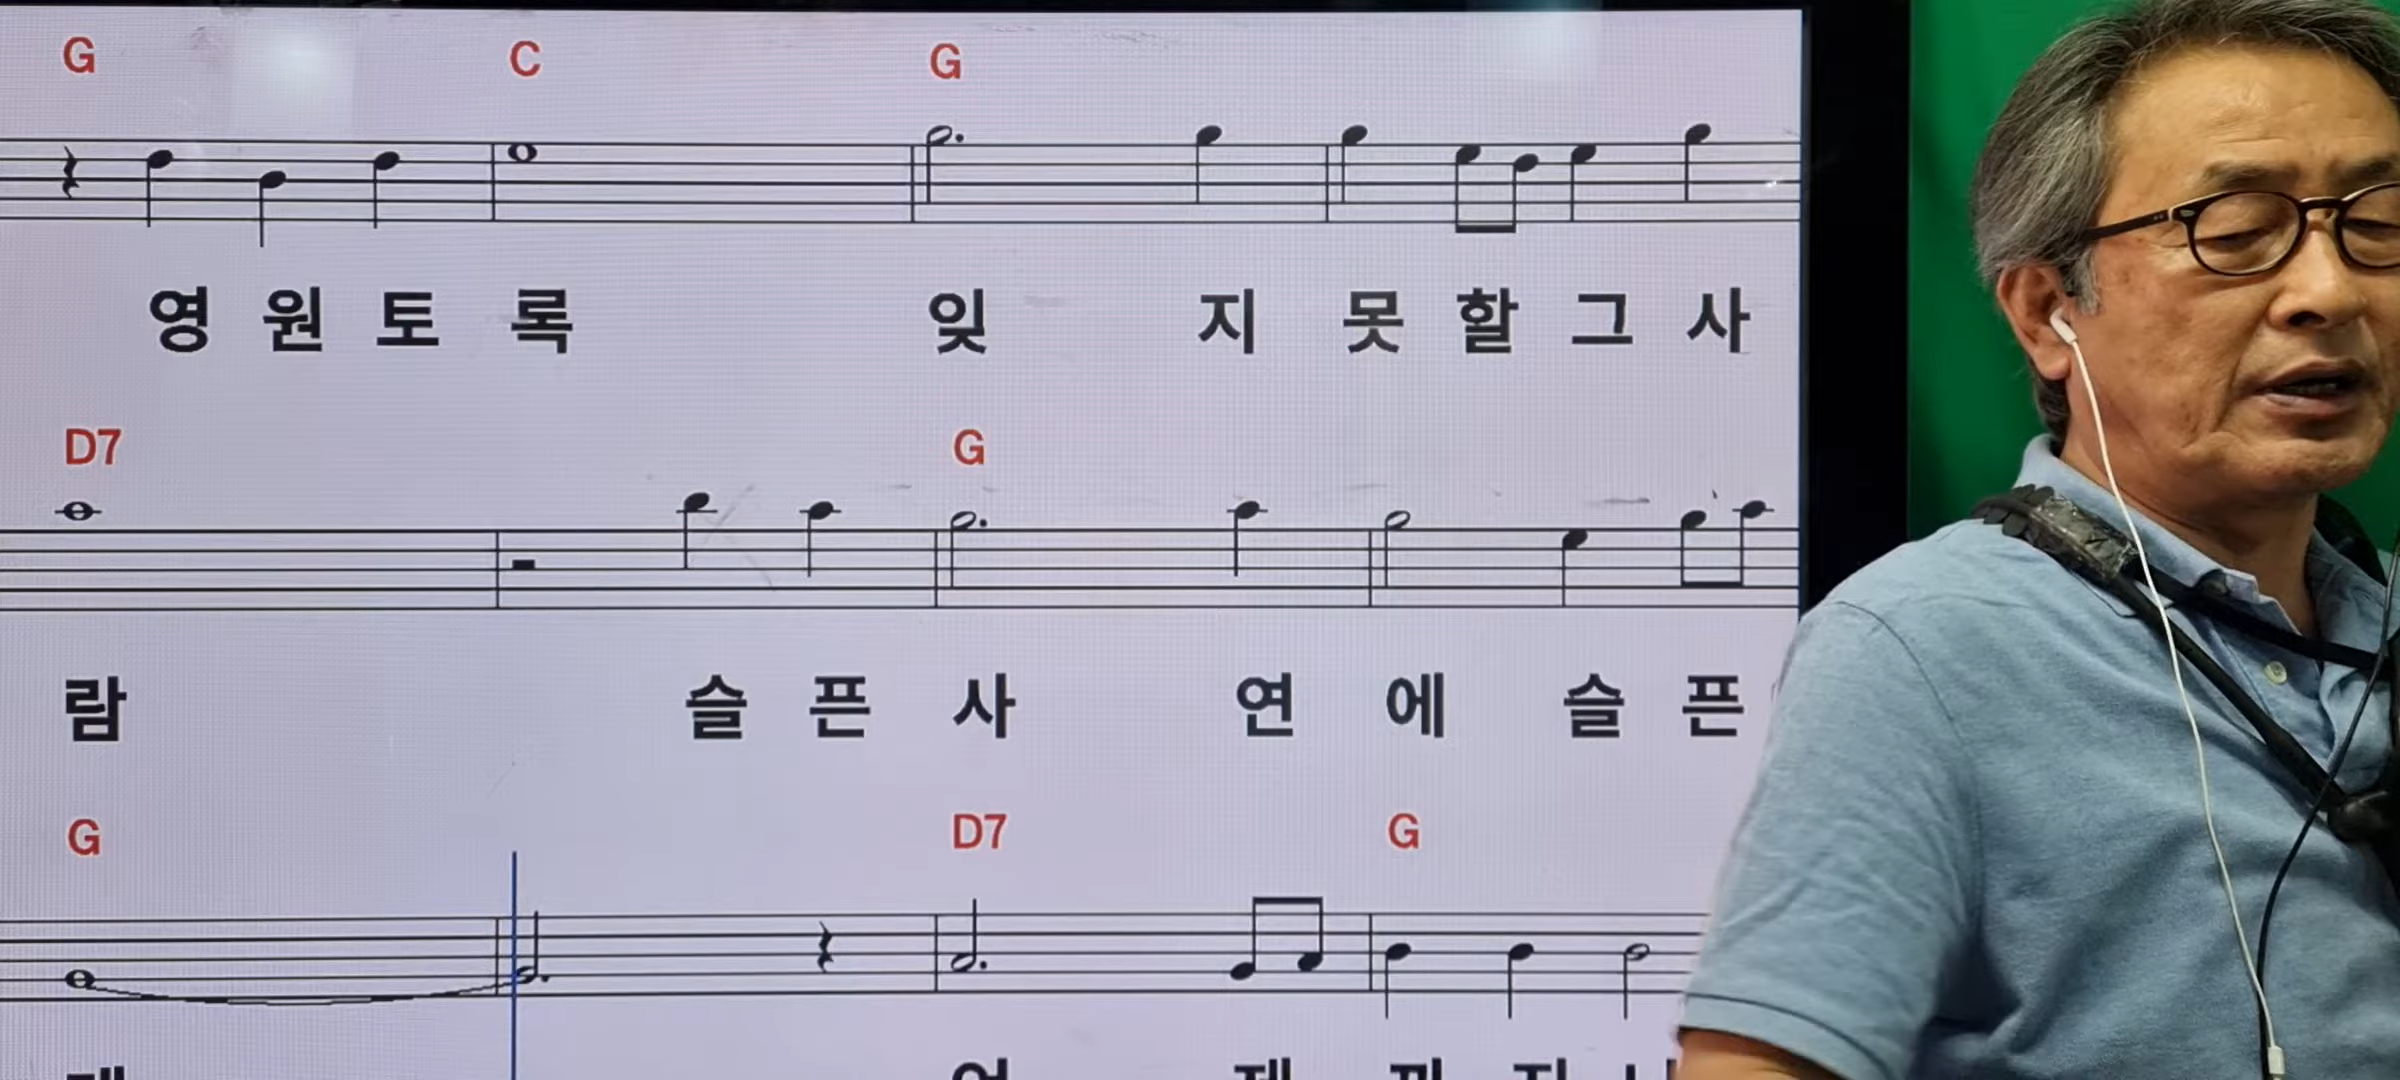 G C G
영 원 토 록 잊 지 못 할 그 사
D7 G
람 슬 픈 사 연 에 슬 픈
G D7 G